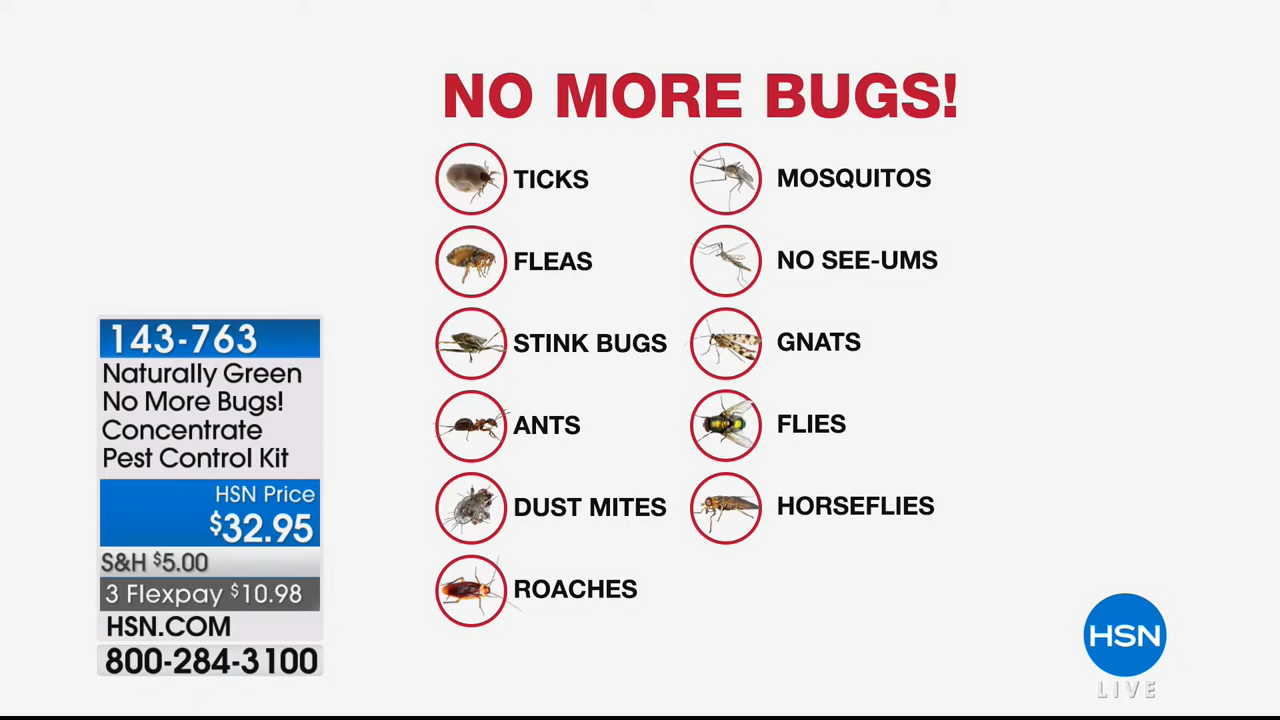 NO MORE BUGS!
TICKS
FLEAS
STINK BUGS
ANTS
DUST MITES
ROACHES
MOSQUITOS
NO SEE-UMS
GNATS
FLIES
HORSEFLIES
143-763
Naturally Green
No More Bugs!
Concentrate
Pest Control Kit
HSN Price
$32.95
S&H $5.00
3 Flexpay $10.98
HSN.COM
800-284-3100
HSN
LIVE